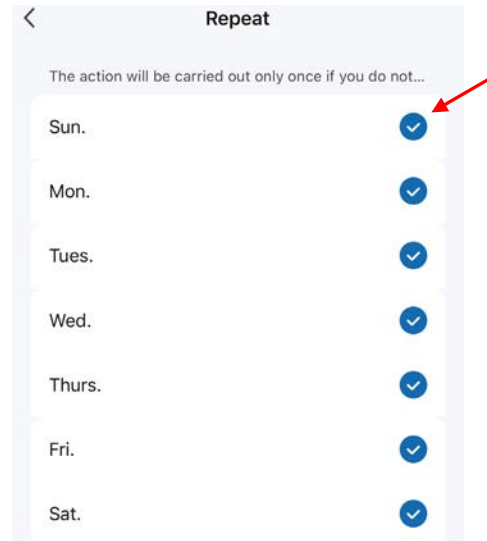 Repeat
The action will be carried out only once if you do not...
Sun.
Mon.
Tues.
Wed.
Thurs.
Fri.
Sat.